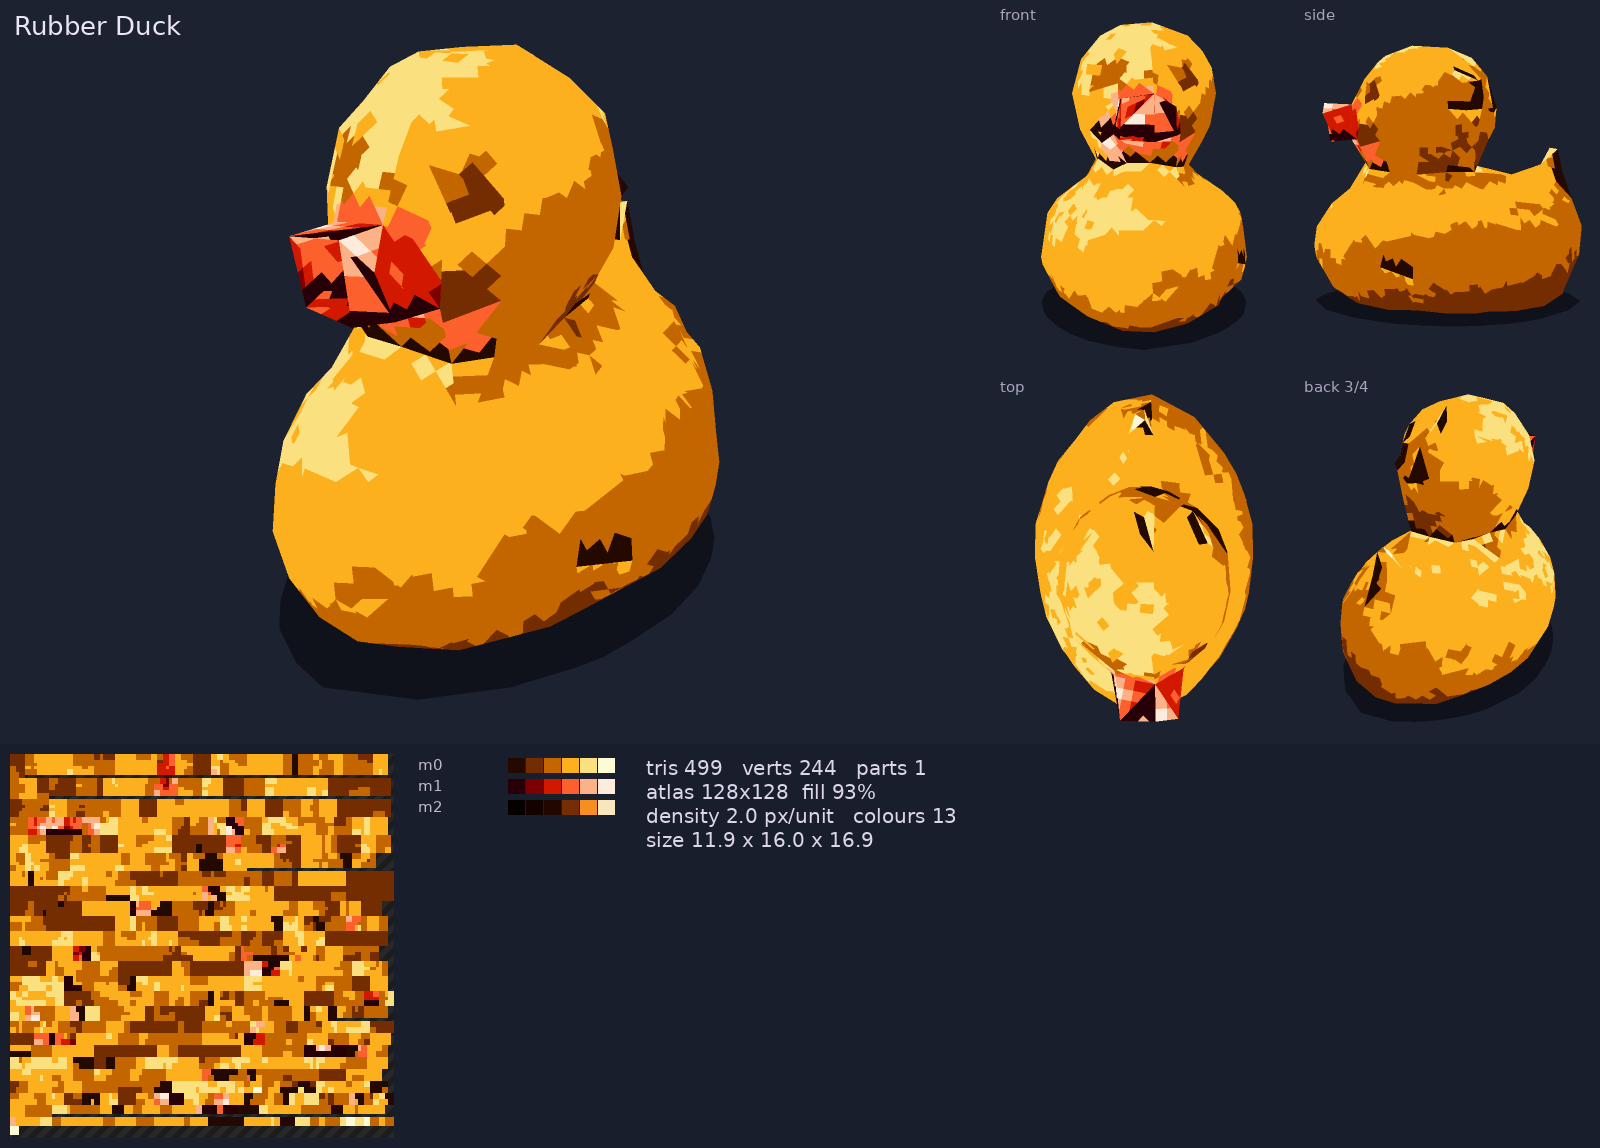 Rubber Duck
front
side
top
back 3/4
m0
m1
m2
tris 499 verts 244 parts 1
atlas 128x128 fill 93%
density 2.0 px/unit colours 13
size 11.9 x 16.0 x 16.9